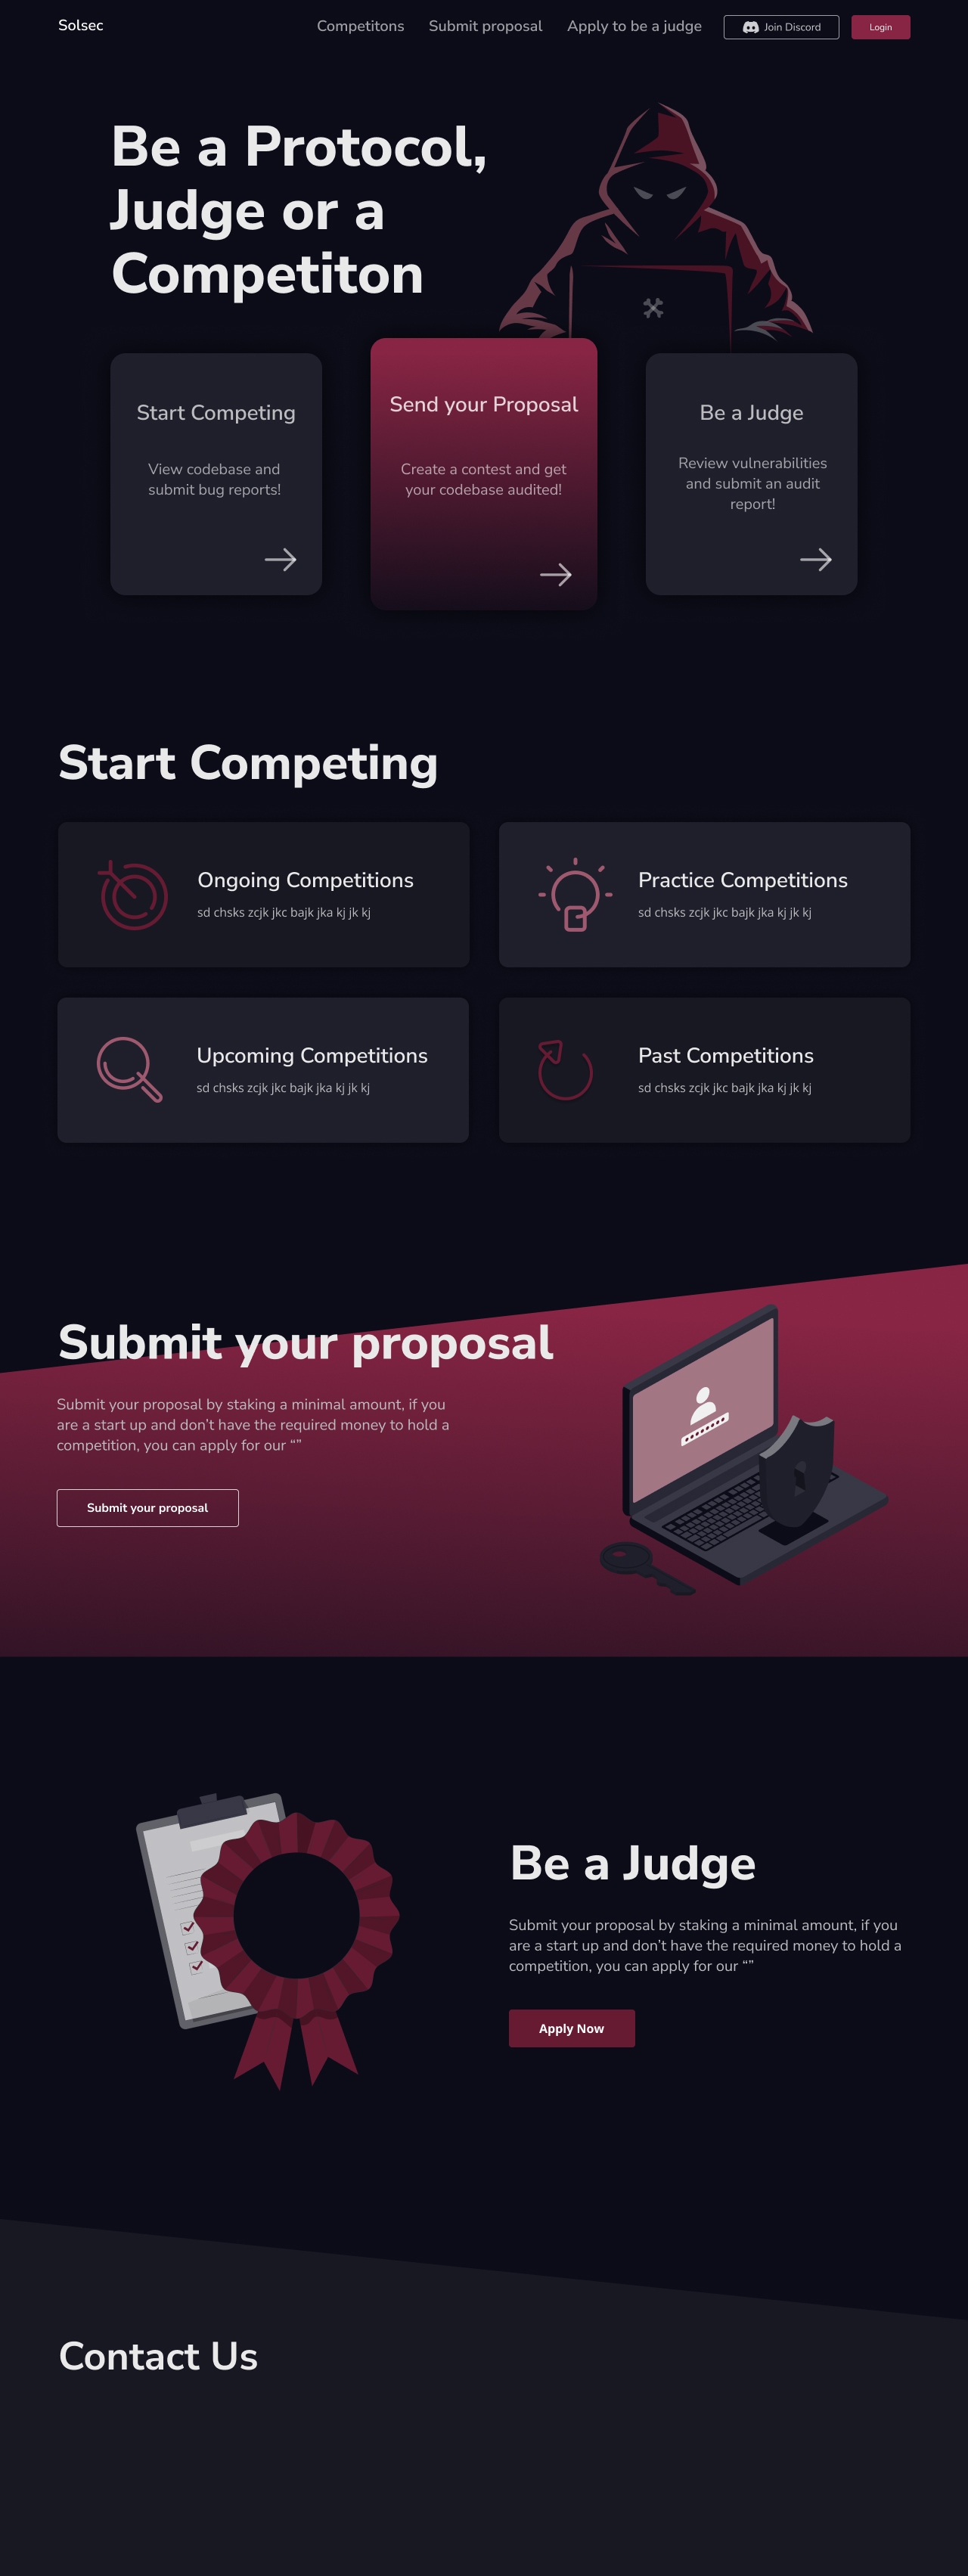 Solsec
Competitons
Submit proposal
Apply to be a judge
Join Discord
Login
Be a Protocol,
Judge or a
Competiton
Start Competing
View codebase and
submit bug reports!
Send your Proposal
Create a contest and get
your codebase audited!
Be a Judge
Review vulnerabilities
and submit an audit
report!
Start Competing
Ongoing Competitions
sd chsks zcjk jkc bajk jka kj jk kj
Practice Competitions
sd chsks zcjk jkc bajk jka kj jk kj
Upcoming Competitions
sd chsks zcjk jkc bajk jka kj jk kj
Past Competitions
sd chsks zcjk jkc bajk jka kj jk kj
Submit your proposal
Submit your proposal by staking a minimal amount, if you
are a start up and don’t have the required money to hold a
competition, you can apply for our “”
Submit your proposal
Be a Judge
Submit your proposal by staking a minimal amount, if you
are a start up and don’t have the required money to hold a
competition, you can apply for our “”
Apply Now
Contact Us